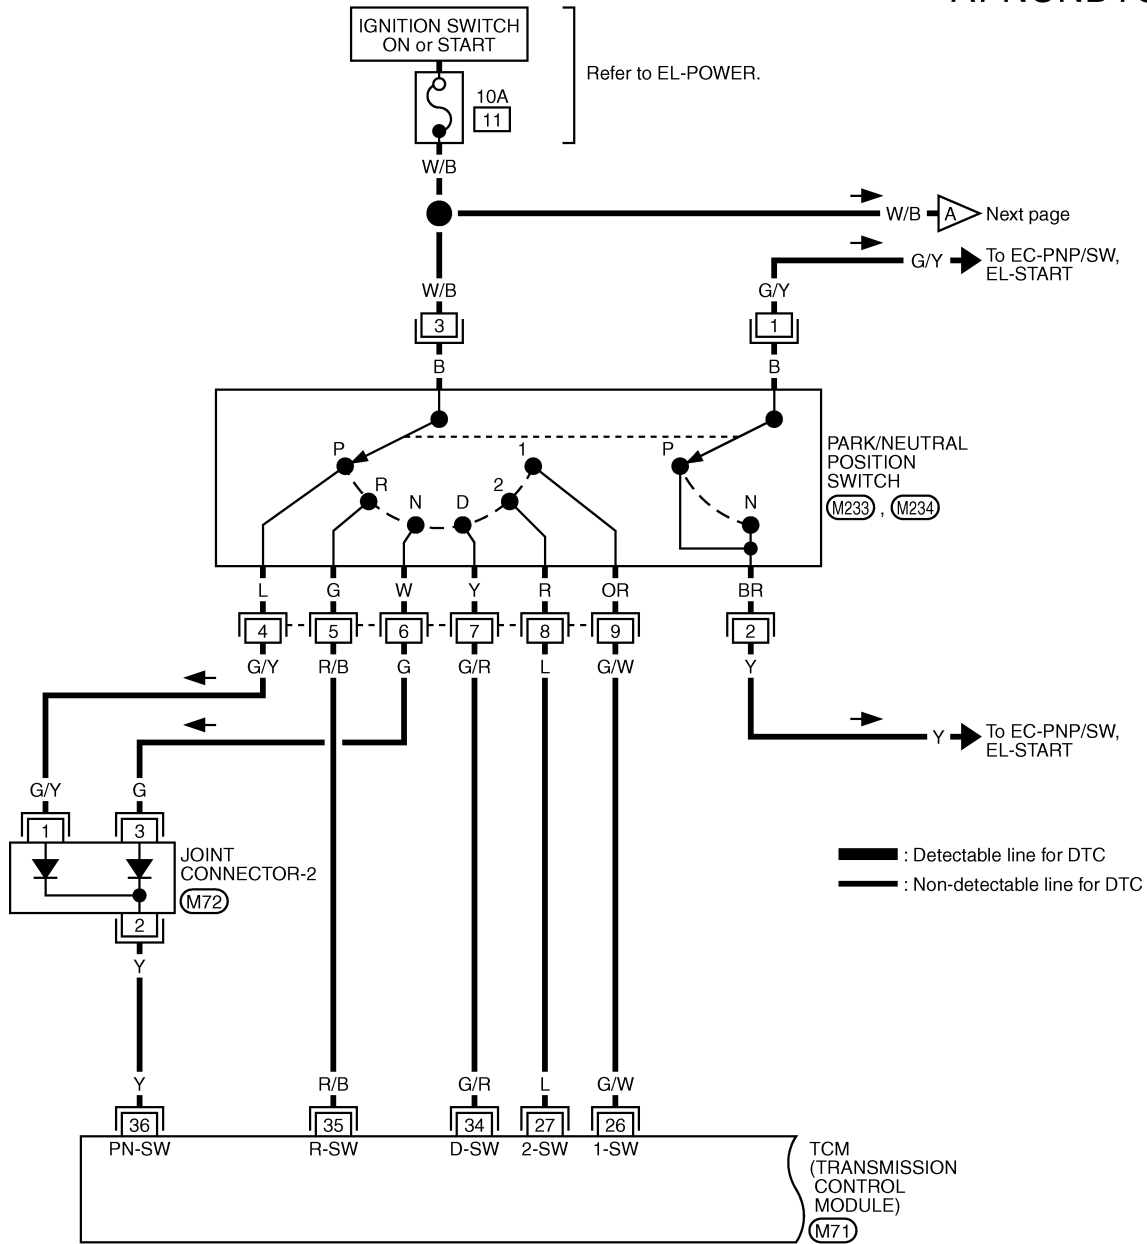 IGNITION SWITCH
ON or START
Refer to EL-POWER.
10A
11
W/B
W/B
A
Next page
G/Y
To EC-PNP/SW,
EL-START
W/B
G/Y
3
1
B
B
PARK/NEUTRAL
POSITION
SWITCH
M233 , M234
P
R
N
D
2
1
P
N
L
G
W
Y
R
OR
BR
4
5
6
7
8
9
2
G/Y
R/B
G
G/R
L
G/W
Y
Y
To EC-PNP/SW,
EL-START
G/Y
G
1
3
JOINT
CONNECTOR-2
M72
2
Y
: Detectable line for DTC
: Non-detectable line for DTC
Y
R/B
G/R
L
G/W
36
35
34
27
26
PN-SW
R-SW
D-SW
2-SW
1-SW
TCM
(TRANSMISSION
CONTROL
MODULE)
M71